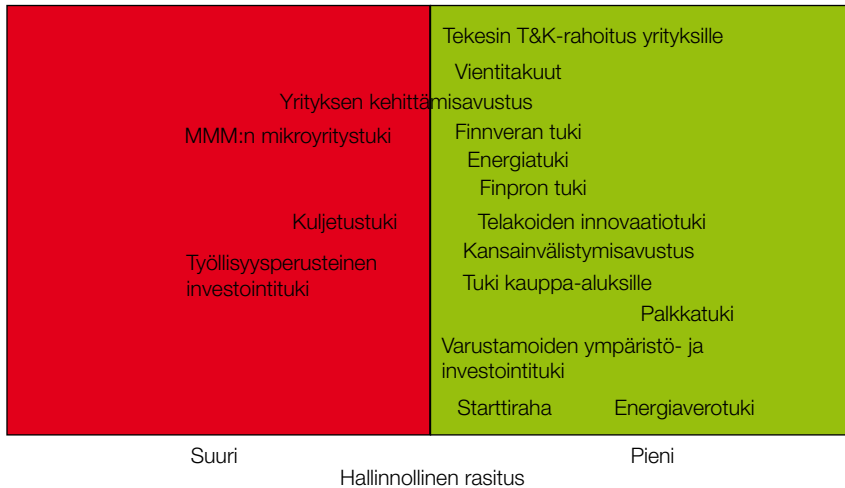 Tekesin T&K-rahoitus yrityksille
Vientitakuut
Yrityksen kehittämisavustus
MMM:n mikroyritystuki
Finnveran tuki
Energiatuki
Finpron tuki
Kuljetustuki
Telakoiden innovaatiotuki
Kansainvälistymisavustus
Työllisyysperusteinen
investointituki
Tuki kauppa-aluksille
Palkkatuki
Varustamoiden ympäristö- ja
investointituki
Starttiraha
Energiaverotuki
Suuri
Pieni
Hallinnollinen rasitus